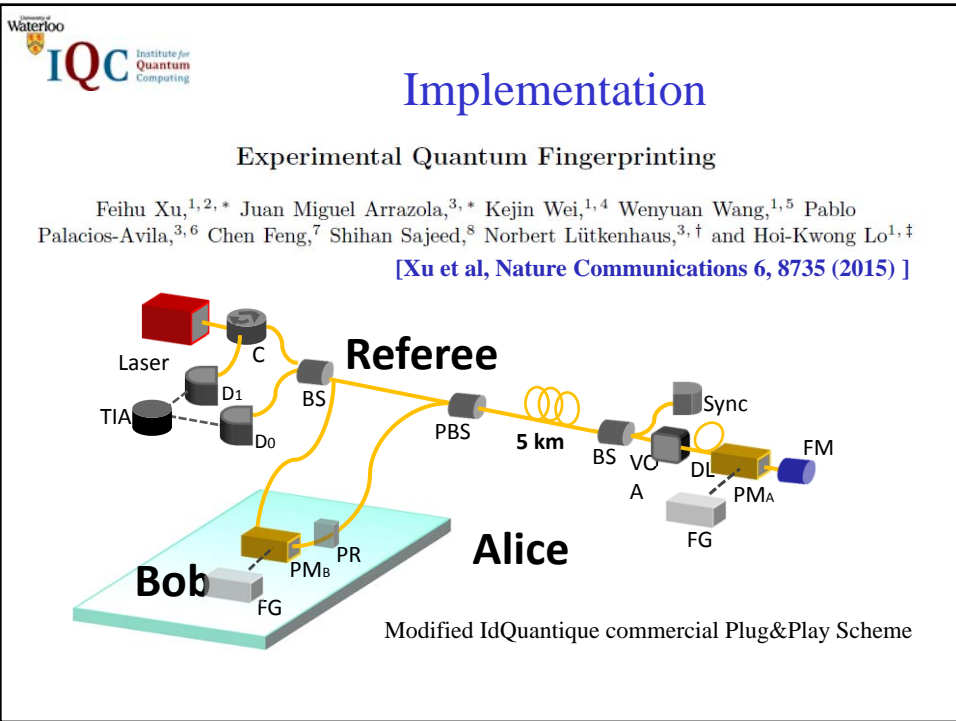 University of
Waterloo
IQC Institute for
Quantum
Computing
Implementation
Experimental Quantum Fingerprinting
Feihu Xu,1, 2, * Juan Miguel Arrazola,3, * Kejin Wei,1, 4 Wenyuan Wang,1, 5 Pablo
Palacios-Avila,3, 6 Chen Feng,7 Shihan Sajeed,8 Norbert Lütkenhaus,3, † and Hoi-Kwong Lo1, ‡
[Xu et al, Nature Communications 6, 8735 (2015) ]
Laser
C
Referee
D1
BS
TIA
D0
PBS
5 km
Sync
BS
VO
A
DL
FM
PMA
FG
Alice
PR
PMB
Bob
FG
Modified IdQuantique commercial Plug&Play Scheme